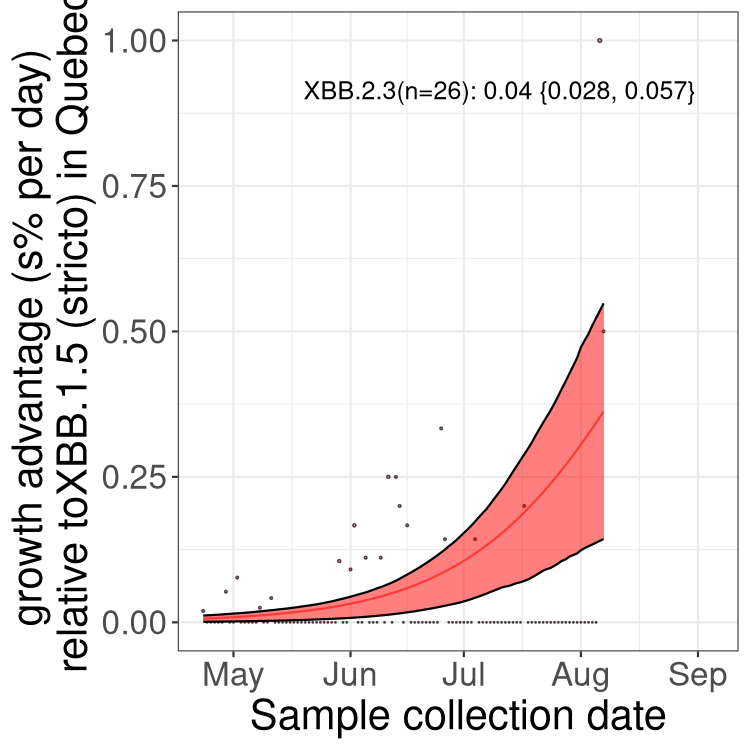 growth advantage (s% per day)
relative toXBB.1.5 (stricto) in Quebec
1.00
0.75
0.50
0.25
0.00
XBB.2.3(n=26): 0.04 {0.028, 0.057}
May Jun Jul Aug Sep
Sample collection date